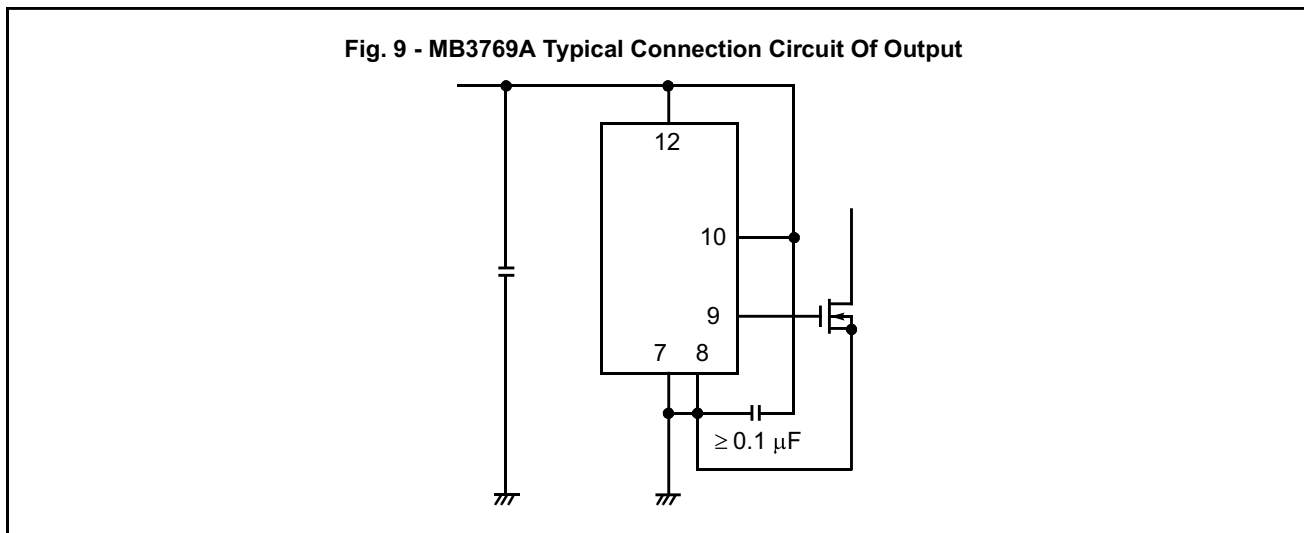 Fig. 9 - MB3769A Typical Connection Circuit Of Output
12
10
9
7 8
≥ 0.1 μF